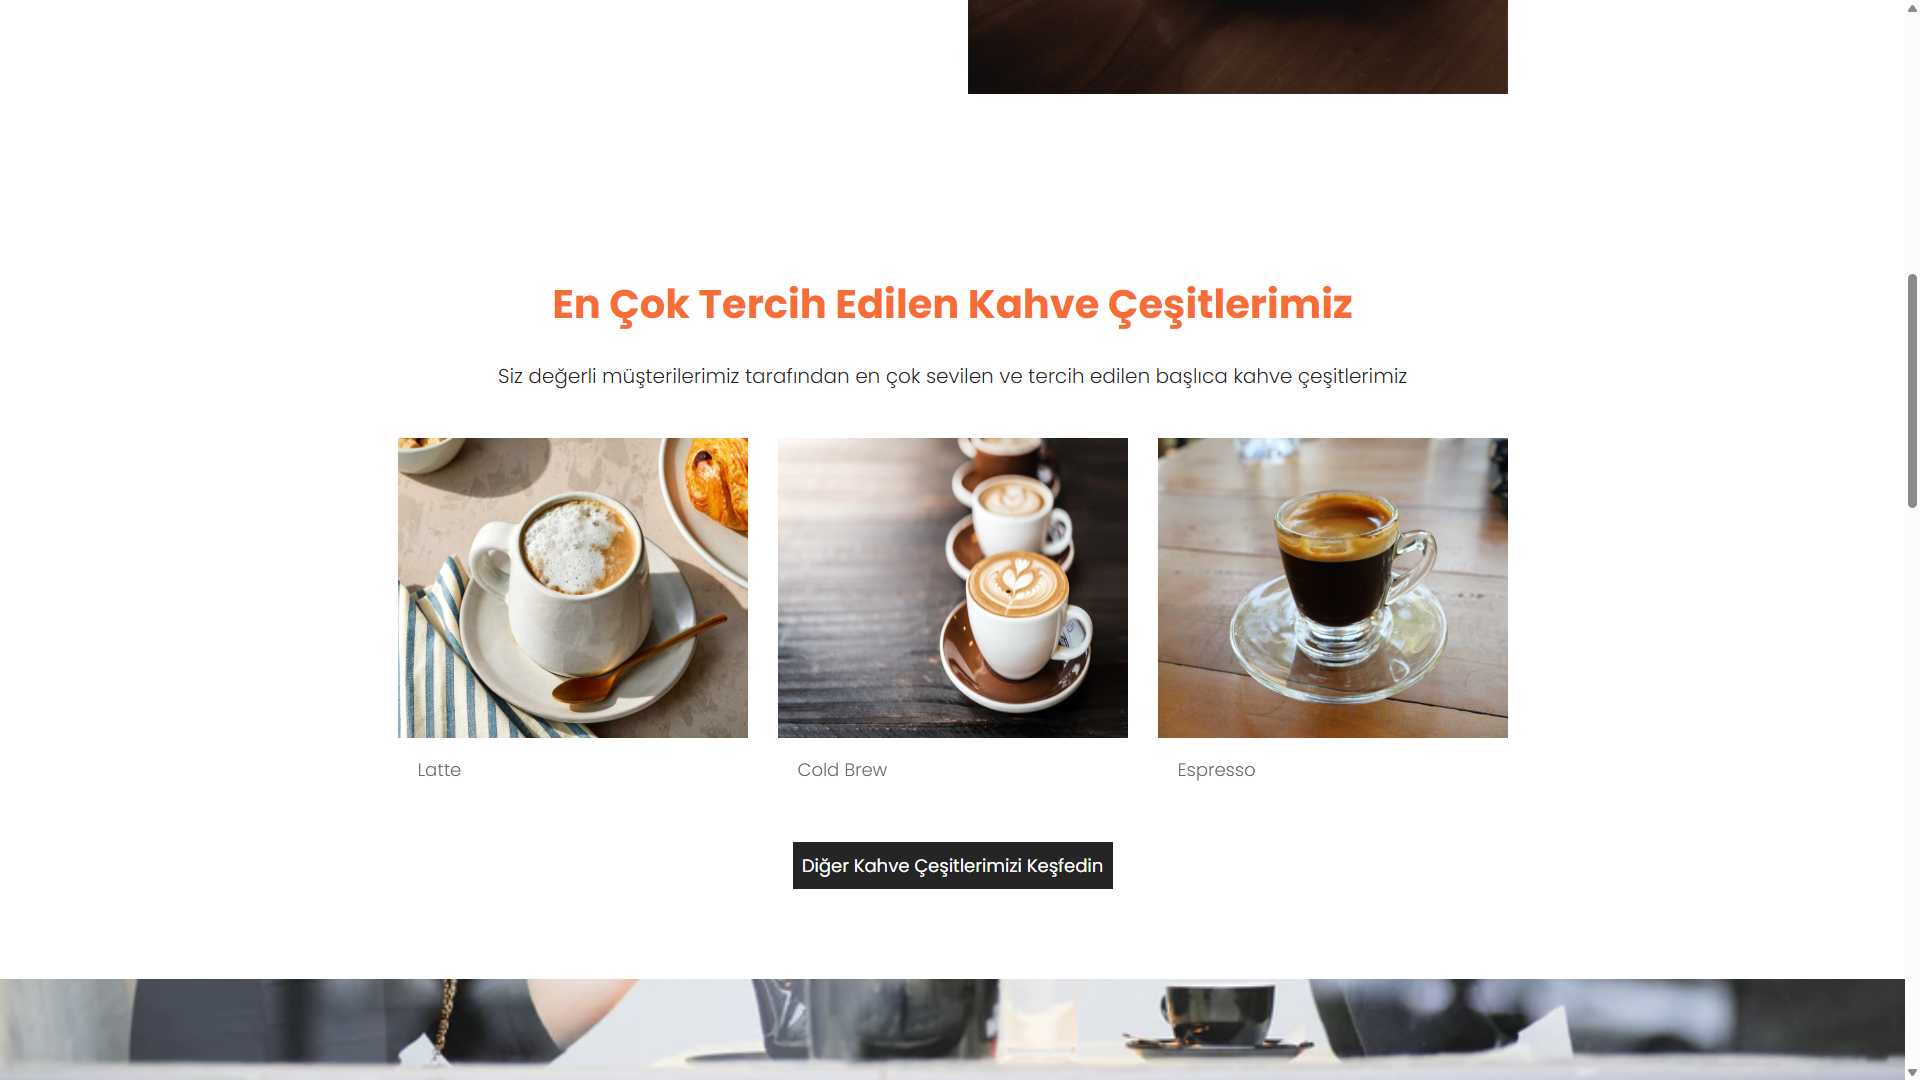 En Çok Tercih Edilen Kahve Çeşitlerimiz
Siz değerli müşterilerimiz tarafından en çok sevilen ve tercih edilen başlıca kahve çeşitlerimiz
Latte
Cold Brew
Espresso
Diğer Kahve Çeşitlerimizi Keşfedin